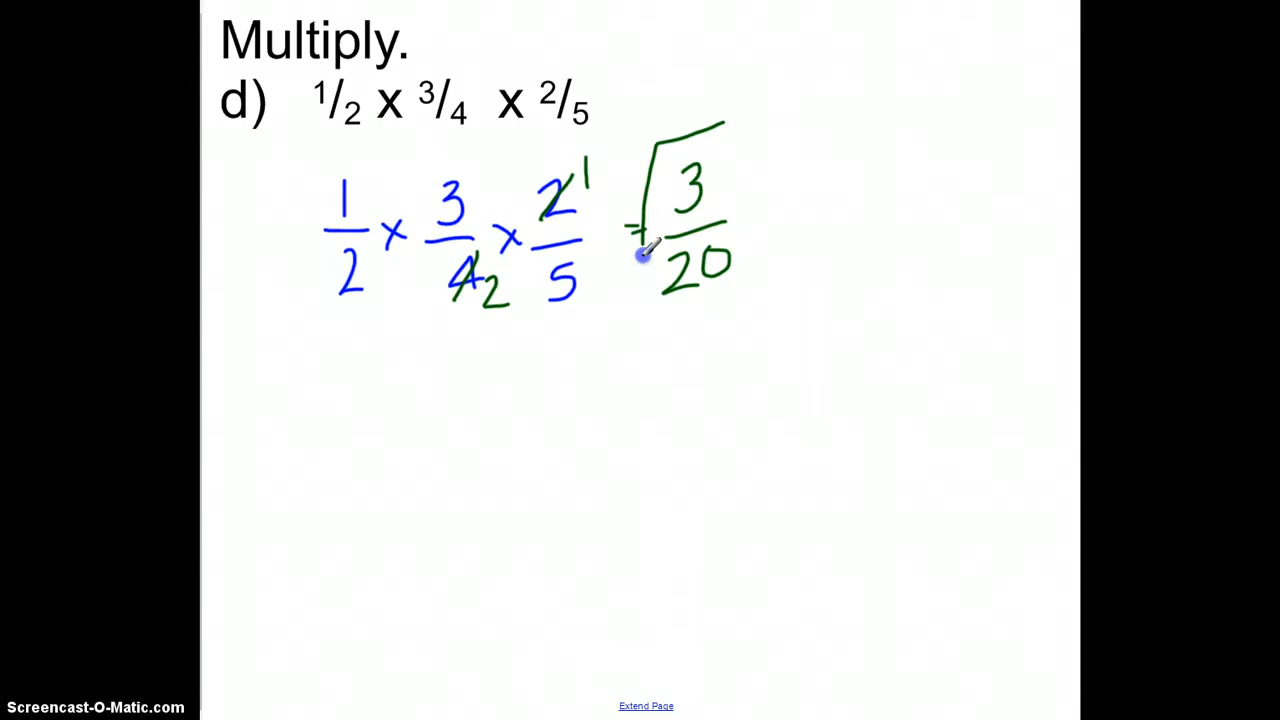 Multiply.
d) 1/2 x 3/4 x 2/5
1/2 x 3/4 2 x 2/5 1 = 3/20
Screencast-O-Matic.com
Extend Page